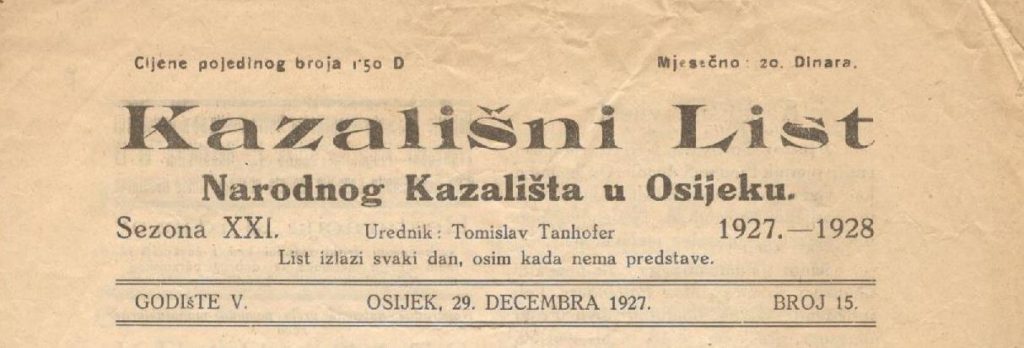 Cijene pojedinog broja 1·50 D Mjesečno: 20. Dinara.
Kazališni List
Narodnog Kazališta u Osijeku.
Sezona XXI. Urednik: Tomislav Tanhofer 1927.—1928
List izlazi svaki dan, osim kada nema predstave.
GODIšTE V. OSIJEK, 29. DECEMBRA 1927. BROJ 15.